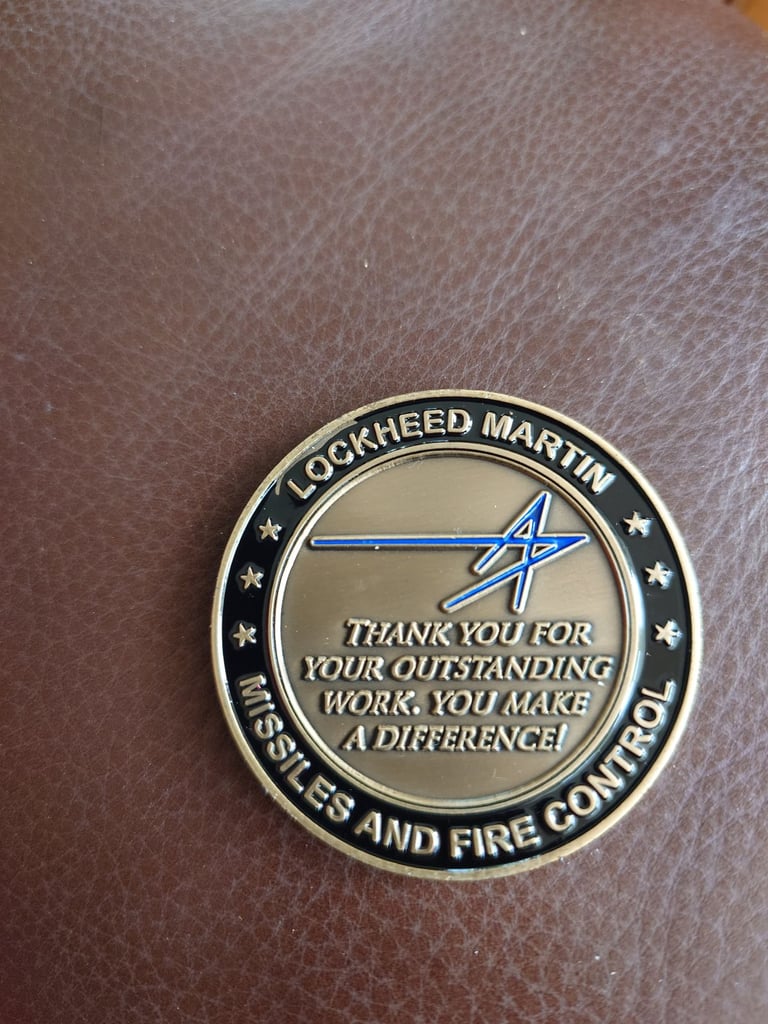 LOCKHEED MARTIN
THANK YOU FOR
YOUR OUTSTANDING
WORK. YOU MAKE
A DIFFERENCE!
MISSILES AND FIRE CONTROL